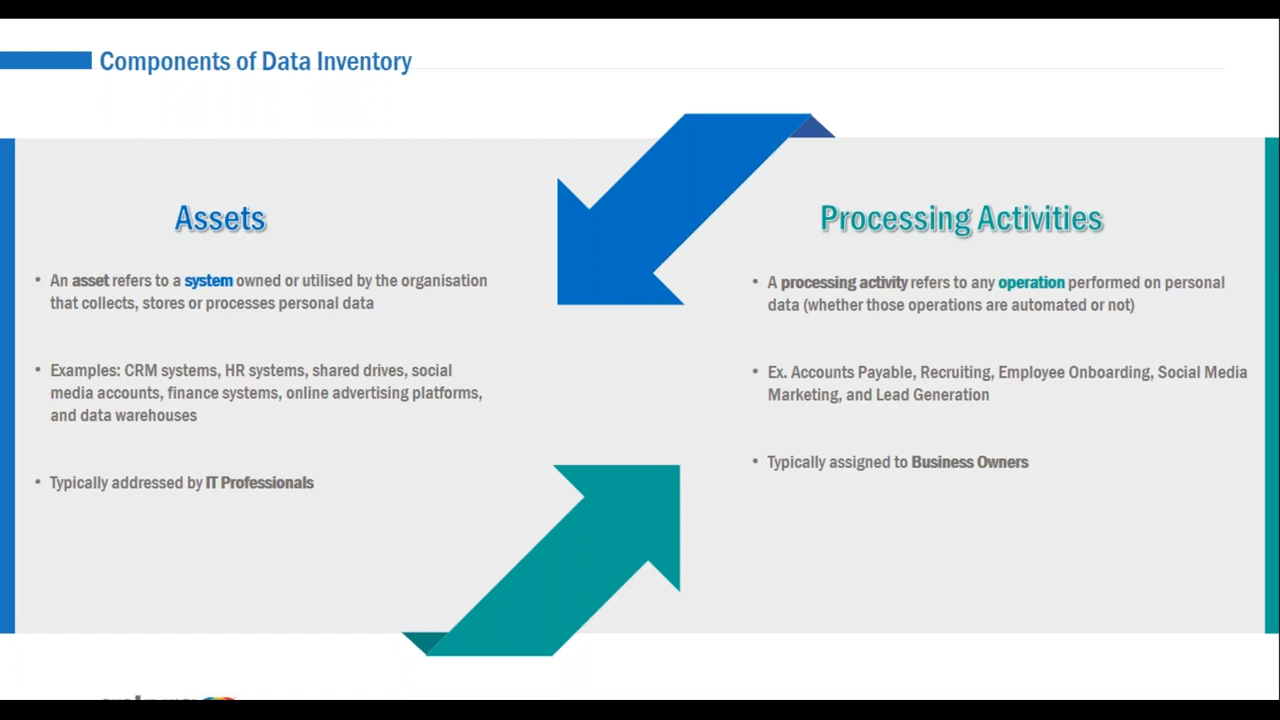 Components of Data Inventory
Assets
• An asset refers to a system owned or utilised by the organisation
that collects, stores or processes personal data
• Examples: CRM systems, HR systems, shared drives, social
media accounts, finance systems, online advertising platforms,
and data warehouses
• Typically addressed by IT Professionals
Processing Activities
• A processing activity refers to any operation performed on personal
data (whether those operations are automated or not)
• Ex. Accounts Payable, Recruiting, Employee Onboarding, Social Media
Marketing, and Lead Generation
• Typically assigned to Business Owners